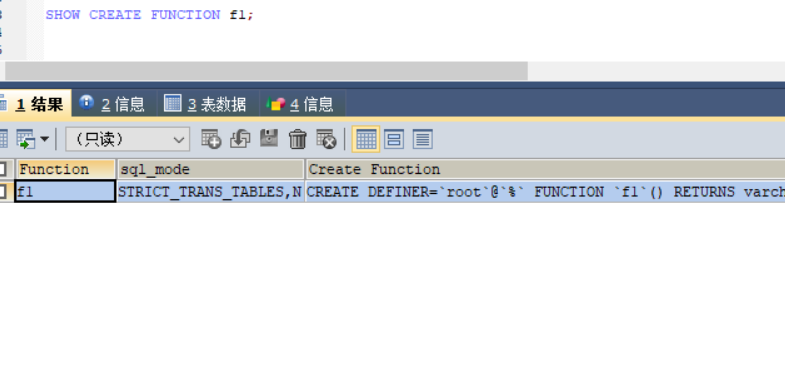 SHOW CREATE FUNCTION f1;
1 结果 2 信息 3 表数据 4 信息
（只读）
Function sql_mode Create Function
f1 STRICT_TRANS_TABLES,N CREATE DEFINER=`root`@`%` FUNCTION `f1`() RETURNS varch